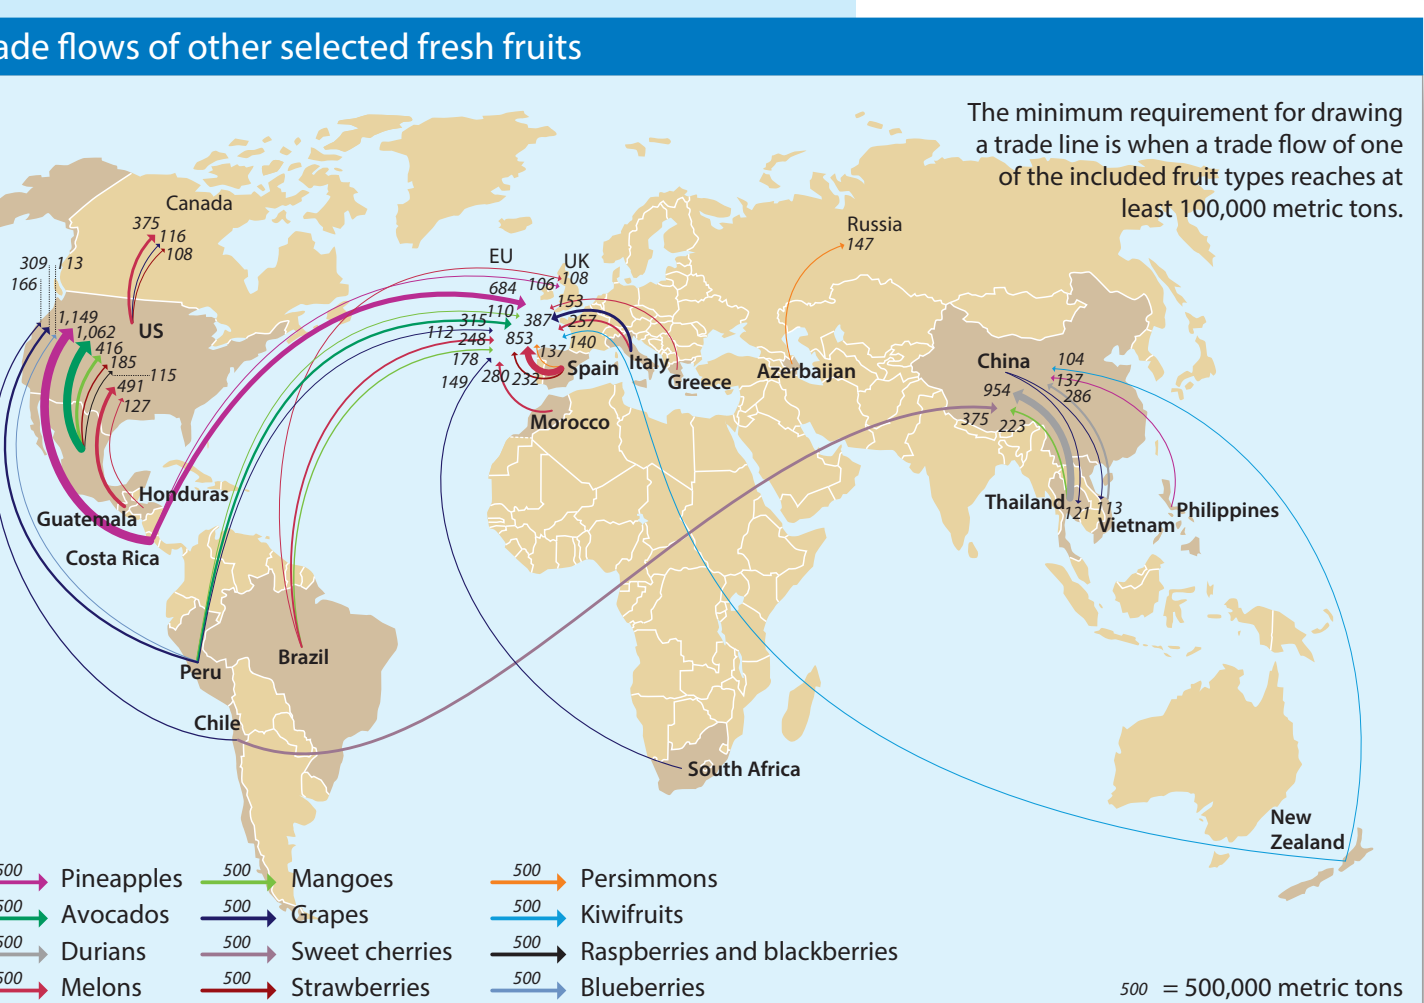 ade flows of other selected fresh fruits
The minimum requirement for drawing
a trade line is when a trade flow of one
of the included fruit types reaches at
least 100,000 metric tons.
Canada
375
116
108
309
113
166
1,149
1,062
US
416
185
115
491
127
Honduras
Guatemala
Costa Rica
Peru
Brazil
Chile
EU
UK
684
106
108
110
153
315
387
257
112
248
853
140
178
137
149
280
232
Spain
Italy
Greece
Morocco
Russia
147
Azerbaijan
China
104
137
954
286
375
223
Thailand
121
113
Vietnam
Philippines
South Africa
New
Zealand
500
Pineapples
500
Mangoes
500
Persimmons
500
Avocados
500
Grapes
500
Kiwifruits
500
Durians
500
Sweet cherries
500
Raspberries and blackberries
500
Melons
500
Strawberries
500
Blueberries
500 = 500,000 metric tons